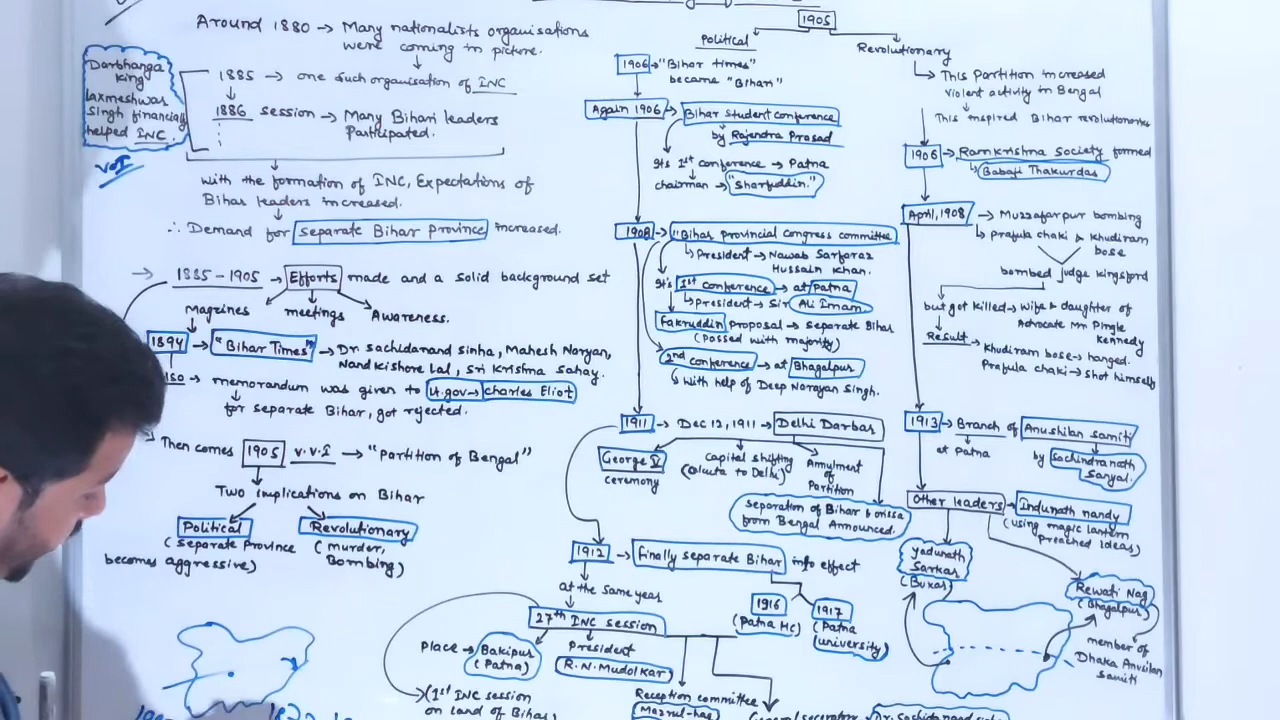 Around 1880 → Many nationalists organisations
were coming in picture.
Darbhanga
King
laxmeshwar
Singh financially
helped INC.
VVI
1885 → one such organisation of INC
1886 session → Many Bihari leaders
Participated.
with the formation of INC, Expectations of
Bihar leaders increased.
∴ Demand for separate Bihar Province increased.
→ 1885-1905 → Efforts made and a solid background set
Magzines meetings Awareness.
1894 → "Bihar Times" → Dr. Sachidanand Sinha, Mahesh Naryan,
Nand Kishore Lal, Sri Krishna Sahay.
→ memorandum was given to Lt.gov → Charles Eliot
for separate Bihar, got rejected.
Then comes 1905 V.V.I → "Partition of Bengal"
Two implications on Bihar
Political Revolutionary
(separate Province
becomes aggressive)
(murder,
Bombing)
1905
Political
Revolutionary
1906 → "Bihar times"
became "Bihari"
Again 1906 → Bihar student conference
by Rajendra Prasad
Its 1st conference → Patna
chairman → "Sharfuddin."
1908 → "Bihar provincial Congress committee
President → Nawab Sarfaraz
Hussain Khan.
It's 1st conference → at Patna
President → Sir Ali Imam.
Fakruddin proposal → separate Bihar
(Passed with majority)
2nd conference → at Bhagalpur
with help of Deep Narayan Singh.
1911 → Dec 12, 1911 → Delhi Darbar
George V
ceremony
Capital shifting
(Calcuta to Delhi)
Annulment
of
Partition
separation of Bihar & orissa
from Bengal Announced.
1912 → finally separate Bihar into effect
at the same year
1916
(Patna HC)
1917
(Patna
university)
27th INC session
Place → Bakipur
(Patna)
President
R.N. Mudolkar
(1st INC session
on land of Bihar)
Reception committee
Mazrul-haq
Dr. Sachidanand
This Partition increased
violent activity in Bengal
This inspired Bihar revolutionaries
1906 → Ramkrishna Society formed
Babaji Thakurdas
April, 1908 → Muzzafarpur bombing
Prafula chaki & Khudiram
bose
bombed judge kingsford
but got killed → wife & daughter of
Advocate Mr Pringle
Kennedy
Result → Khudiram bose → hanged.
Prafula chaki → shot himself
1913 → Branch of Anushilan samiti
at Patna
by Sachindranath
Sanyal.
Other leaders → Indunath nandy
(using magic lantern
preached ideas)
Yadunath
Sarkar
(Buxar)
Rewati Nag
(Bhagalpur)
member of
Dhaka Anusilan
samiti